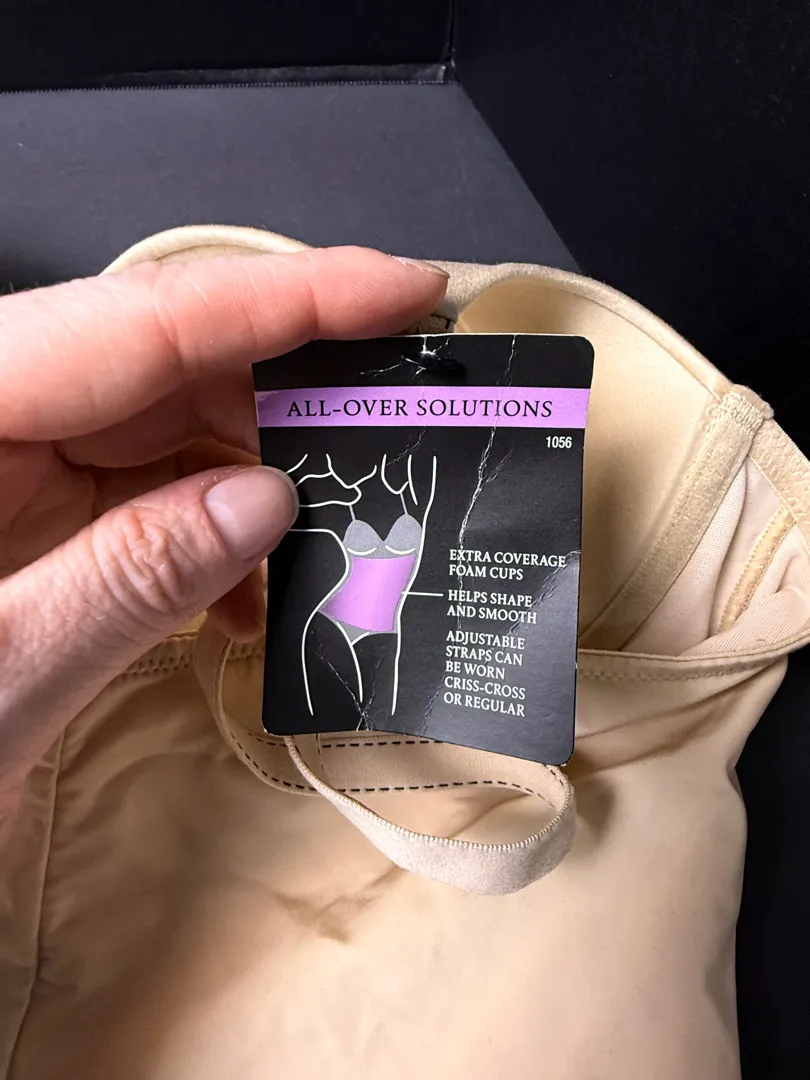 ALL-OVER SOLUTIONS
1056
EXTRA COVERAGE
FOAM CUPS
HELPS SHAPE
AND SMOOTH
ADJUSTABLE
STRAPS CAN
BE WORN
CRISS-CROSS
OR REGULAR